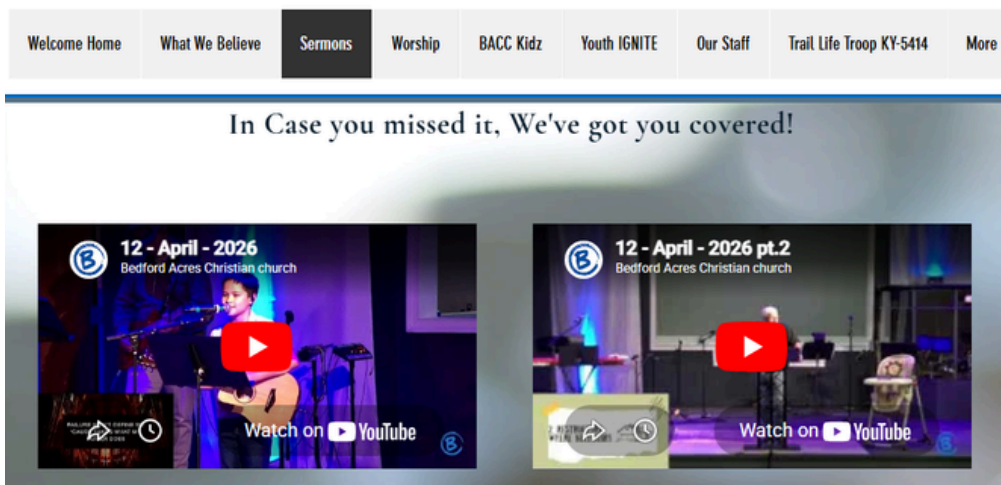 Welcome Home What We Believe Sermons Worship BACC Kidz Youth IGNITE Our Staff Trail Life Troop KY-5414 More
In Case you missed it, We've got you covered!
B 12 - April - 2026
Bedford Acres Christian church
Watch on YouTube B
B 12 - April - 2026 pt.2
Bedford Acres Christian church
Watch on YouTube B